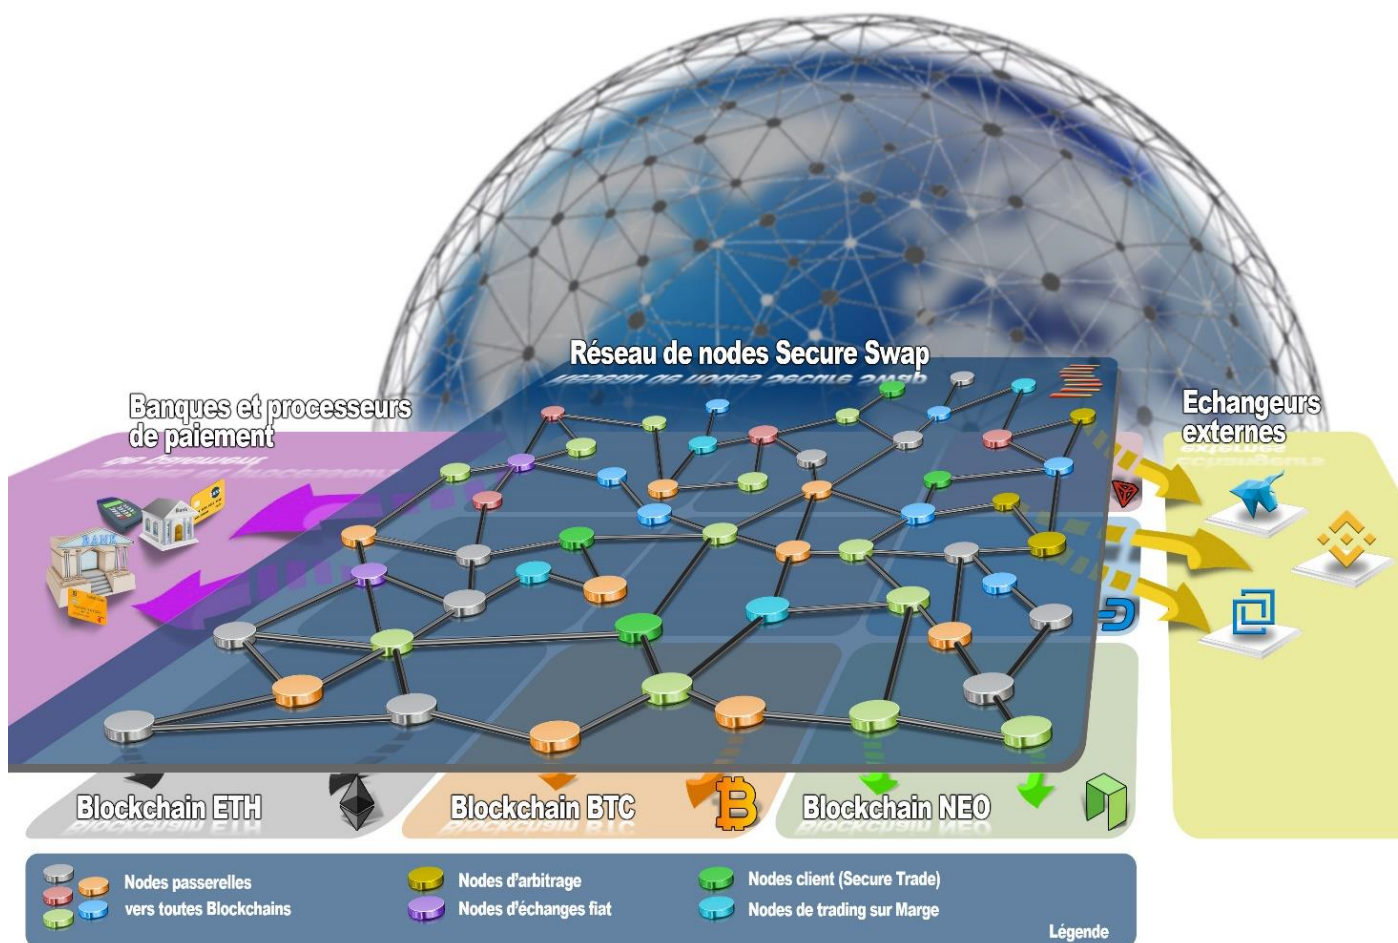 Réseau de nodes Secure Swap
Banques et processeurs
de paiement
Echangeurs
externes
BANK
Blockchain ETH
Blockchain BTC
Blockchain NEO
Nodes passerelles
vers toutes Blockchains
Nodes d'arbitrage
Nodes d'échanges fiat
Nodes client (Secure Trade)
Nodes de trading sur Marge
Légende